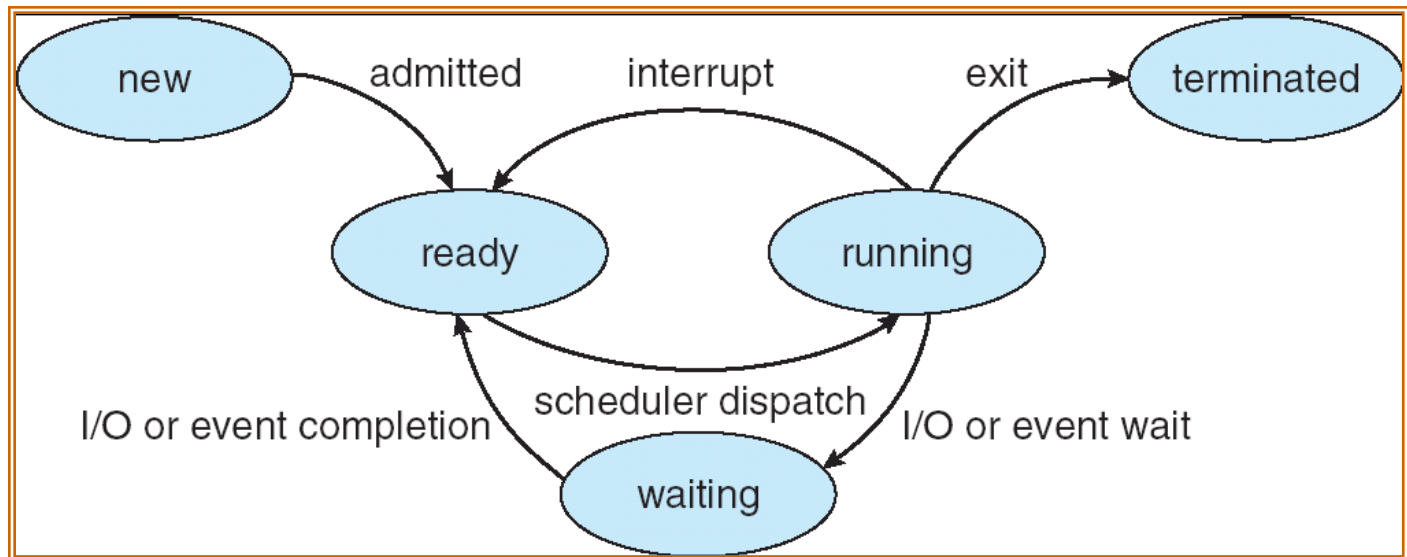 new
admitted
interrupt
exit
terminated
ready
running
scheduler dispatch
I/O or event completion
I/O or event wait
waiting